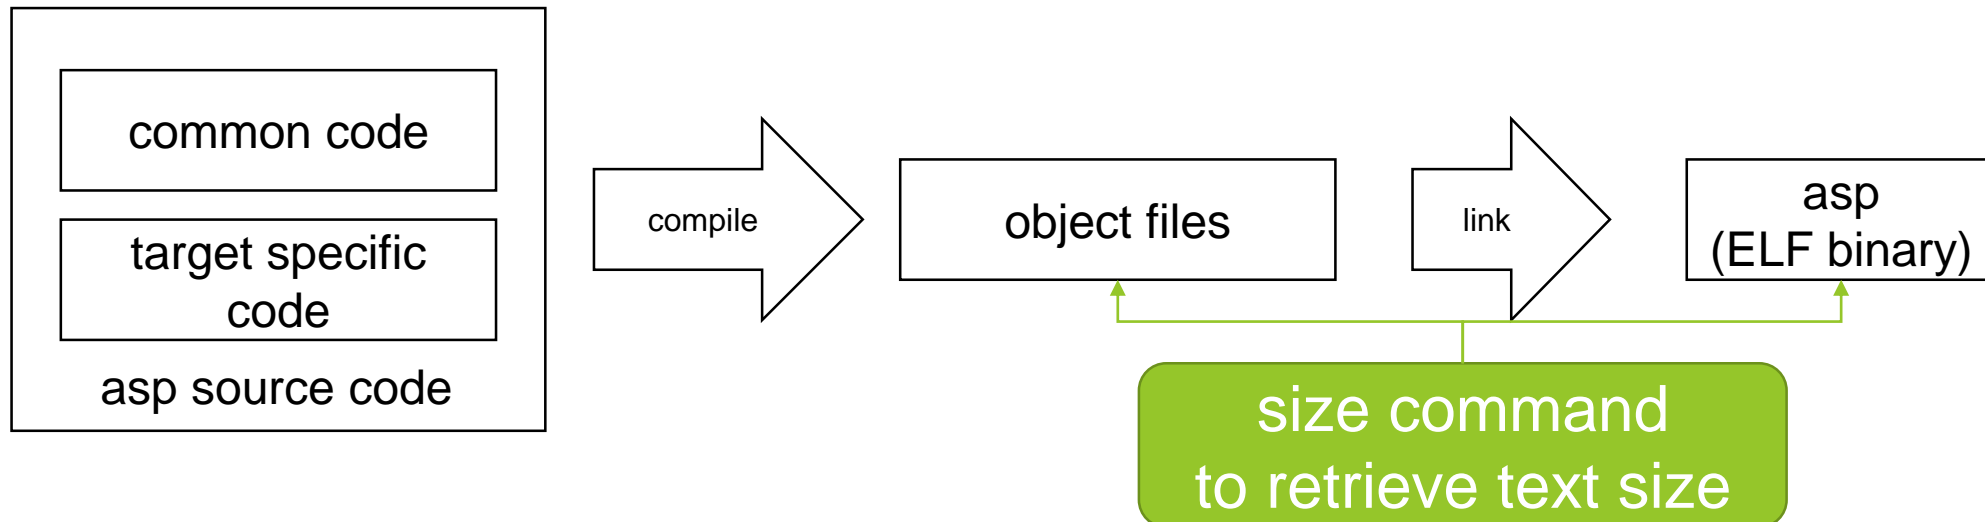 common code
target specific
code
asp source code
compile
object files
link
asp
(ELF binary)
size command
to retrieve text size